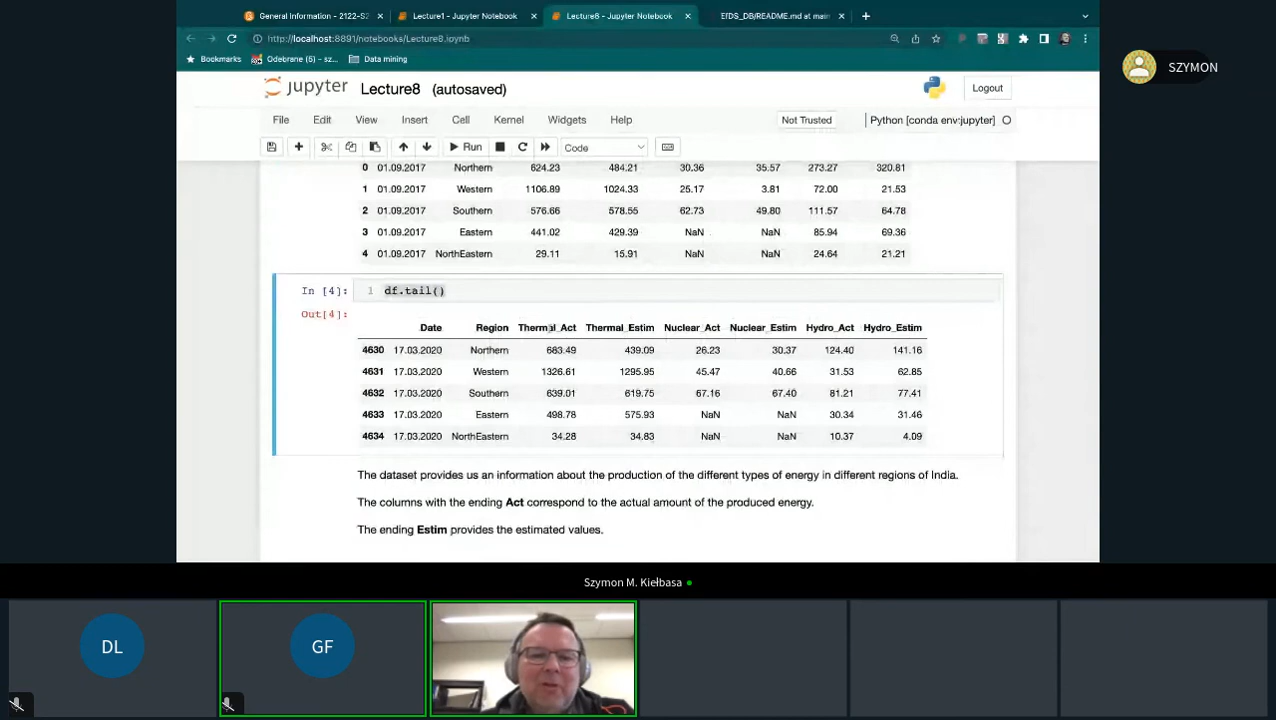 General Information - 2122-S2 × Lecture1 - Jupyter Notebook × Lecture8 - Jupyter Notebook × EfDS_DB/README.md at main × +
http://localhost:8891/notebooks/Lecture8.ipynb
Bookmarks Odebrane (5) - sz... Data mining
SZYMON
jupyter Lecture8 (autosaved) Logout
File Edit View Insert Cell Kernel Widgets Help Not Trusted Python [conda env:jupyter]
Run Code
0 01.09.2017 Northern 624.23 484.21 30.36 35.57 273.27 320.81
1 01.09.2017 Western 1106.89 1024.33 25.17 3.81 72.00 21.53
2 01.09.2017 Southern 576.66 578.55 62.73 49.80 111.57 64.78
3 01.09.2017 Eastern 441.02 429.39 NaN NaN 85.94 69.36
4 01.09.2017 NorthEastern 29.11 15.91 NaN NaN 24.64 21.21
In [4]: 1 df.tail()
Out[4]:
Date Region Thermal_Act Thermal_Estim Nuclear_Act Nuclear_Estim Hydro_Act Hydro_Estim
4630 17.03.2020 Northern 683.49 439.09 26.23 30.37 124.40 141.16
4631 17.03.2020 Western 1326.61 1295.95 45.47 40.66 31.53 62.85
4632 17.03.2020 Southern 639.01 619.75 67.16 67.40 81.21 77.41
4633 17.03.2020 Eastern 498.78 575.93 NaN NaN 30.34 31.46
4634 17.03.2020 NorthEastern 34.28 34.83 NaN NaN 10.37 4.09
The dataset provides us an information about the production of the different types of energy in different regions of India.
The columns with the ending Act correspond to the actual amount of the produced energy.
The ending Estim provides the estimated values.
Szymon M. Kiełbasa
DL GF